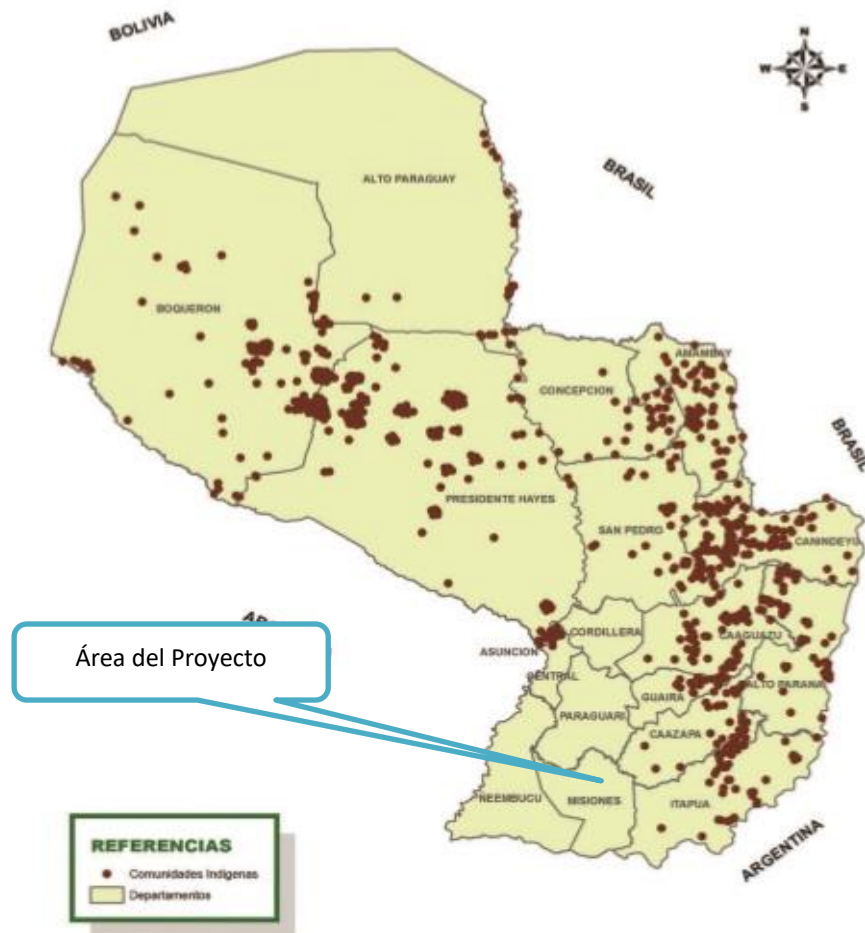 BOLIVIA
N
W E
S
BRASIL
ALTO PARAGUAY
BOQUERON
AMAMBAY
CONCEPCION
BRASIL
PRESIDENTE HAYES
SAN PEDRO
CANINDEYU
Área del Proyecto
ASUNCION
CORDILLERA
CAAGUAZU
CENTRAL
GUAIRA
ALTO PARANA
PARAGUARI
CAAZAPA
ÑEEMBUCU
MISIONES
ITAPUA
ARGENTINA
REFERENCIAS
Comunidades Indigenas
Departamentos